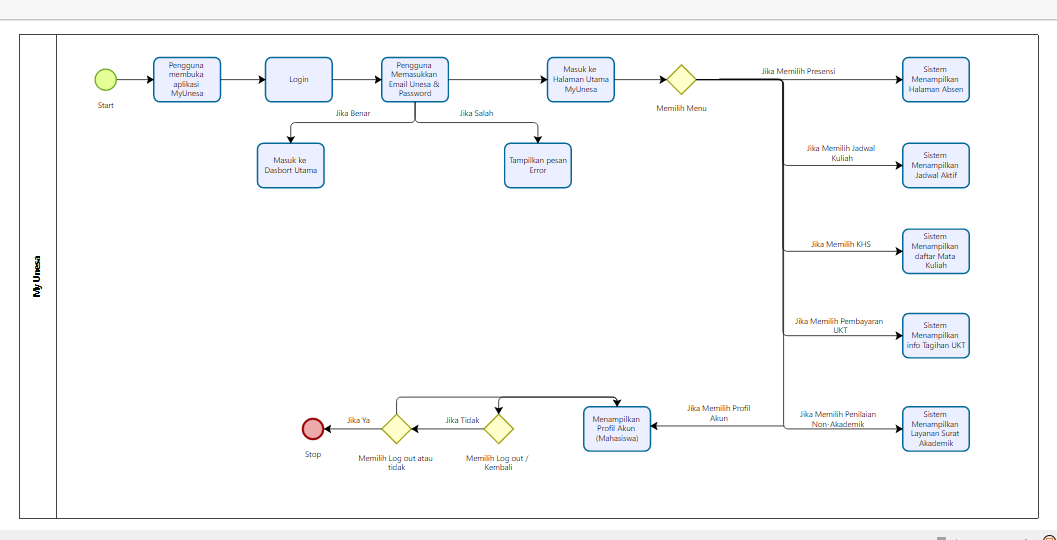 My Unesa
Start
Pengguna
membuka
aplikasi
MyUnesa
Login
Pengguna
Memasukkan
Email Unesa &
Password
Masuk ke
Halaman Utama
MyUnesa
Memilih Menu
Jika Memilih Presensi
Sistem
Menampilkan
Halaman Absen
Jika Benar
Jika Salah
Masuk ke
Dasbort Utama
Tampilkan pesan
Error
Jika Memilih Jadwal
Kuliah
Sistem
Menampilkan
Jadwal Aktif
Jika Memilih KHS
Sistem
Menampilkan
daftar Mata
Kuliah
Jika Memilih Pembayaran
UKT
Sistem
Menampilkan
info Tagihan UKT
Stop
Jika Ya
Memilih Log out atau
tidak
Jika Tidak
Memilih Log out /
Kembali
Menampilkan
Profil Akun
(Mahasiswa)
Jika Memilih Profil
Akun
Jika Memilih Penilaian
Non-Akademik
Sistem
Menampilkan
Layanan Surat
Akademik